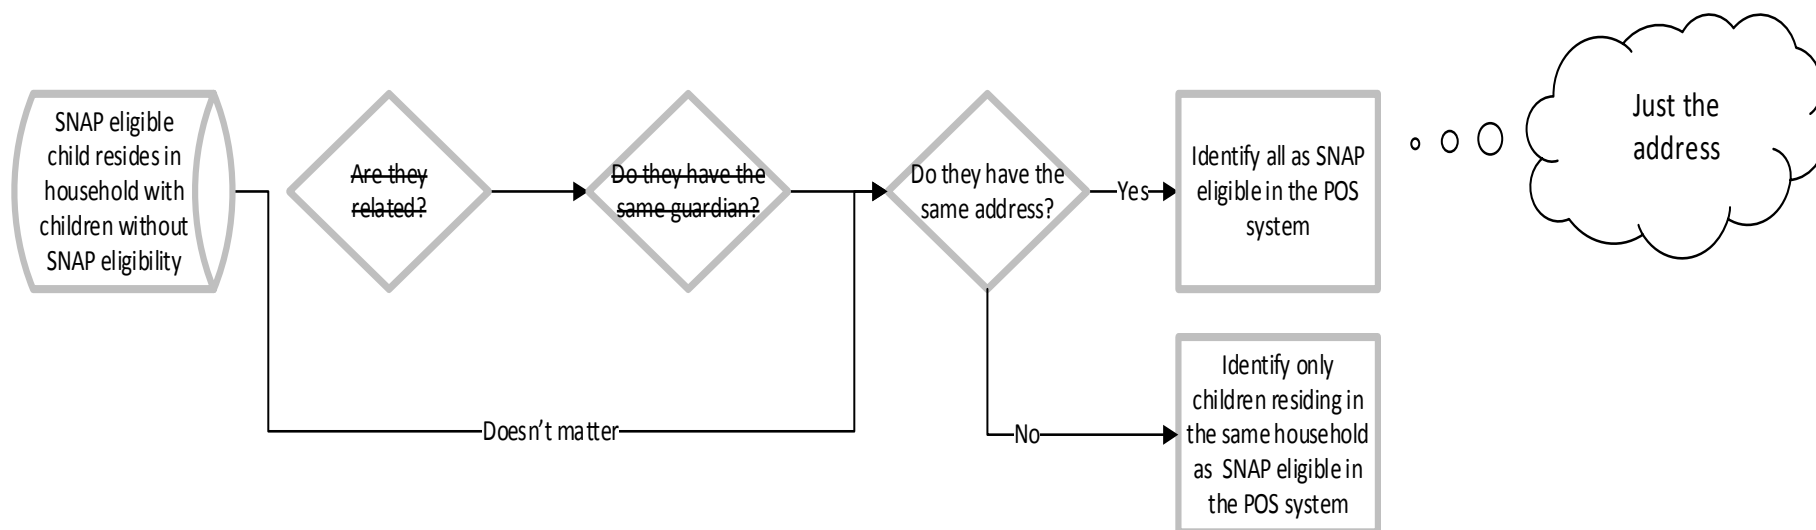 SNAP eligible
child resides in
household with
children without
SNAP eligibility
Are they
related?
Do they have the
same guardian?
Do they have the
same address?
Yes
Identify all as SNAP
eligible in the POS
system
Just the
address
Doesn't matter
No
Identify only
children residing in
the same household
as SNAP eligible in
the POS system